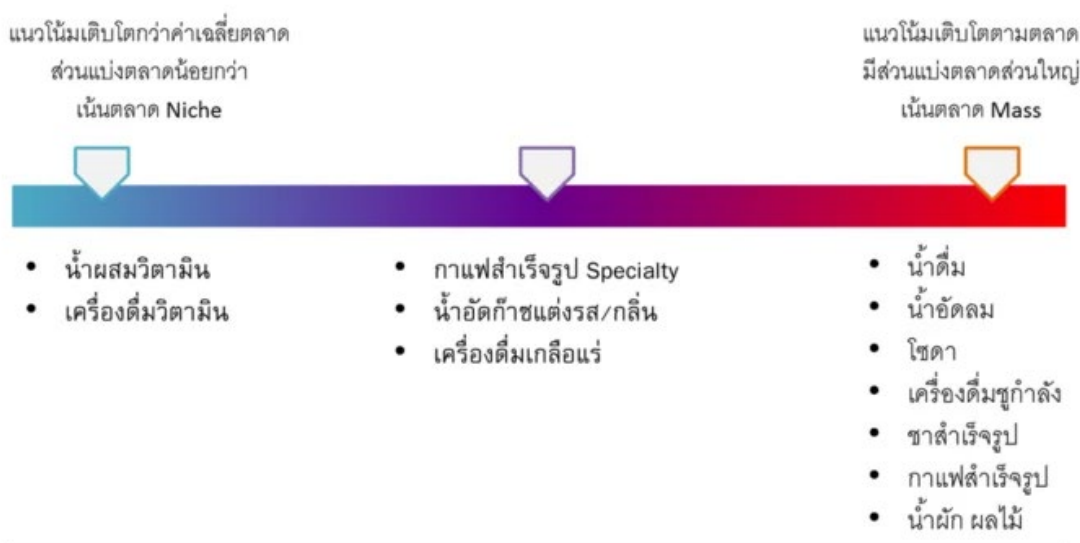 แนวโน้มเติบโตกว่าค่าเฉลี่ยตลาด
ส่วนแบ่งตลาดน้อยกว่า
เน้นตลาด Niche
แนวโน้มเติบโตตามตลาด
มีส่วนแบ่งตลาดส่วนใหญ่
เน้นตลาด Mass
• น้ำผสมวิตามิน
• เครื่องดื่มวิตามิน
• กาแฟสำเร็จรูป Specialty
• น้ำอัดก๊าซแต่งรส/กลิ่น
• เครื่องดื่มเกลือแร่
• น้ำดื่ม
• น้ำอัดลม
• โซดา
• เครื่องดื่มชูกำลัง
• ชาสำเร็จรูป
• กาแฟสำเร็จรูป
• น้ำผัก ผลไม้